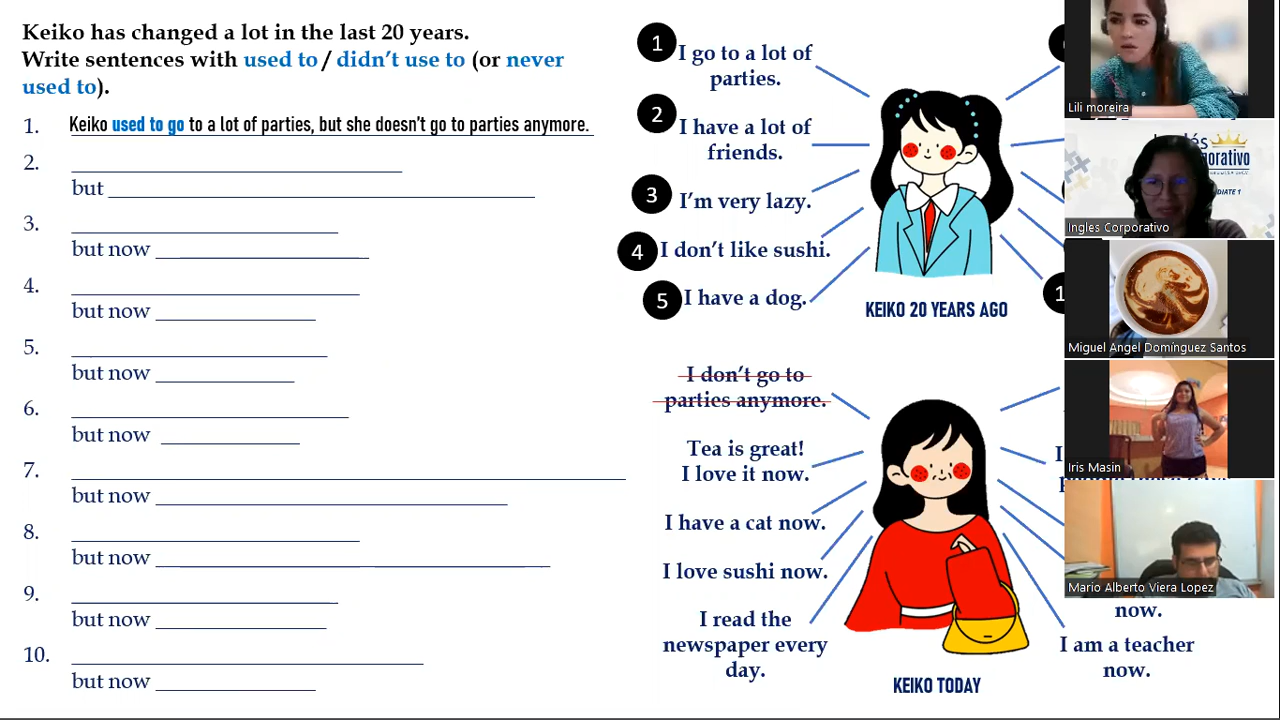 Keiko has changed a lot in the last 20 years.
Write sentences with used to / didn't use to (or never
used to).
1. Keiko used to go to a lot of parties, but she doesn't go to parties anymore.
2.
but
3.
but now
4.
but now
5.
but now
6.
but now
7.
but now
8.
but now
9.
but now
10.
but now
1
I go to a lot of
parties.
2
I have a lot of
friends.
3
I'm very lazy.
4
I don't like sushi.
5
I have a dog.
KEIKO 20 YEARS AGO
I don't go to
parties anymore.
Tea is great!
I love it now.
I have a cat now.
I love sushi now.
I read the
newspaper every
day.
KEIKO TODAY
now.
I am a teacher
now.
Lili moreira
Ingles Corporativo
Miguel Angel Domínguez Santos
Iris Masin
Mario Alberto Viera Lopez